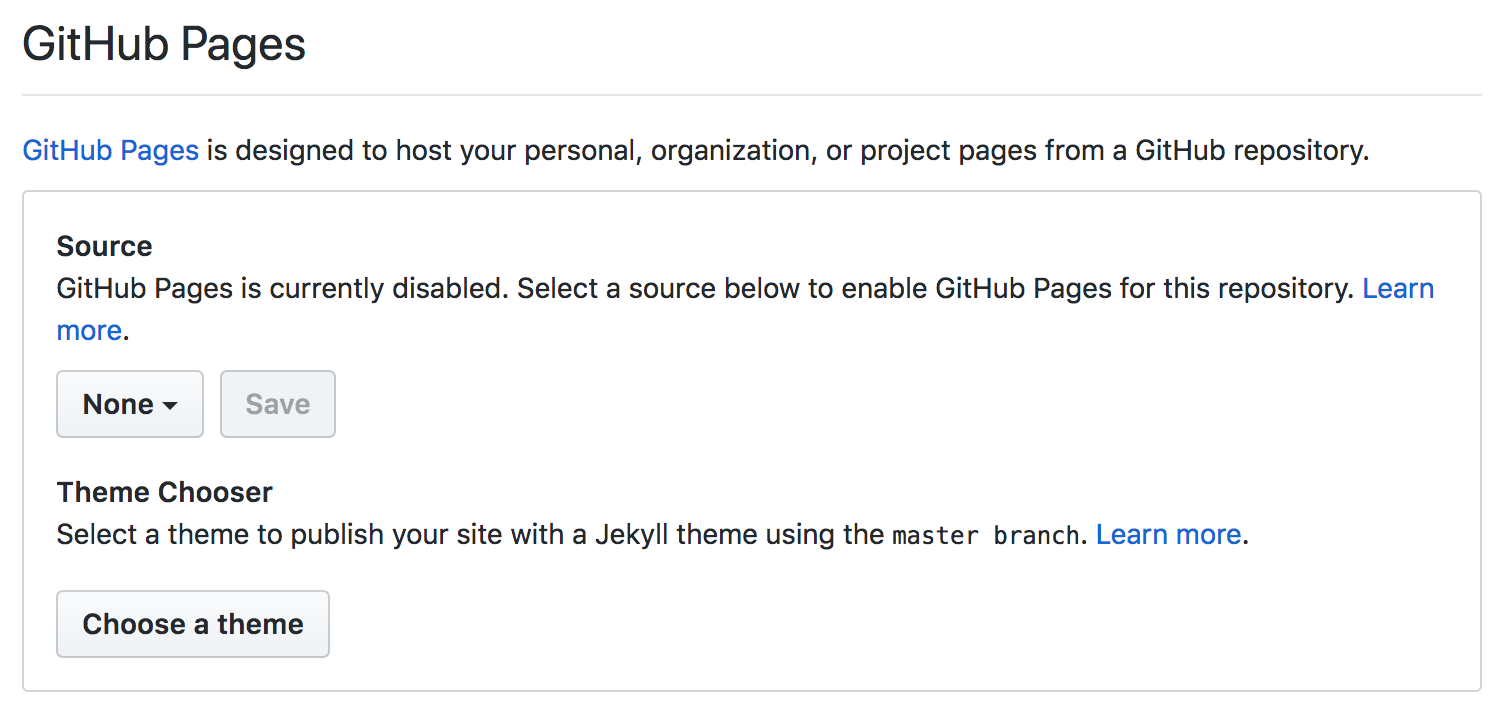 GitHub Pages
GitHub Pages is designed to host your personal, organization, or project pages from a GitHub repository.
Source
GitHub Pages is currently disabled. Select a source below to enable GitHub Pages for this repository. Learn
more.
None Save
Theme Chooser
Select a theme to publish your site with a Jekyll theme using the master branch. Learn more.
Choose a theme